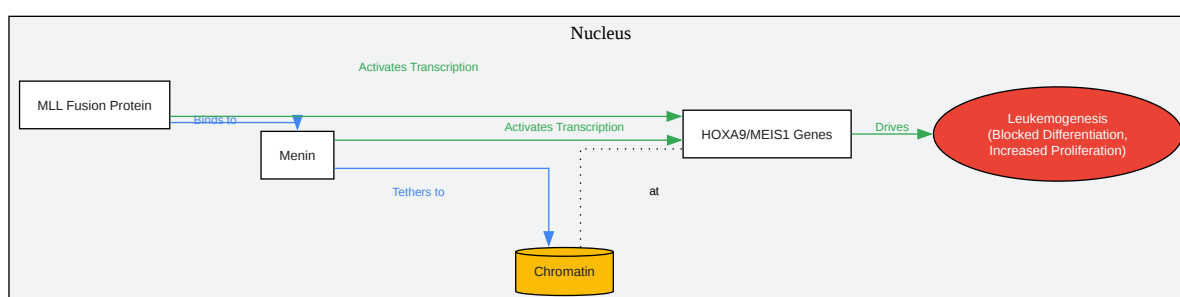 Nucleus
Activates Transcription
MLL Fusion Protein
Binds to
Activates Transcription
HOXA9/MEIS1 Genes
Drives
Leukemogenesis
(Blocked Differentiation,
Increased Proliferation)
Menin
Tethers to
at
Chromatin